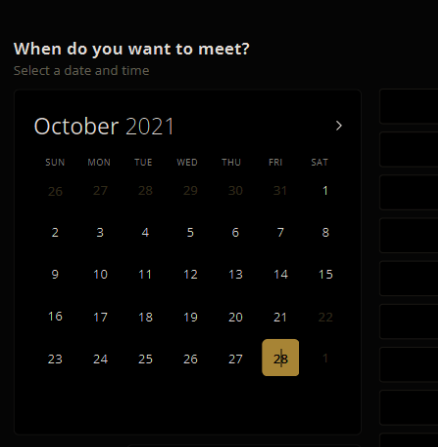 When do you want to meet?
Select a date and time
October 2021
SUN MON TUE WED THU FRI SAT
26 27 28 29 30 31 1
2 3 4 5 6 7 8
9 10 11 12 13 14 15
16 17 18 19 20 21 22
23 24 25 26 27 28 1